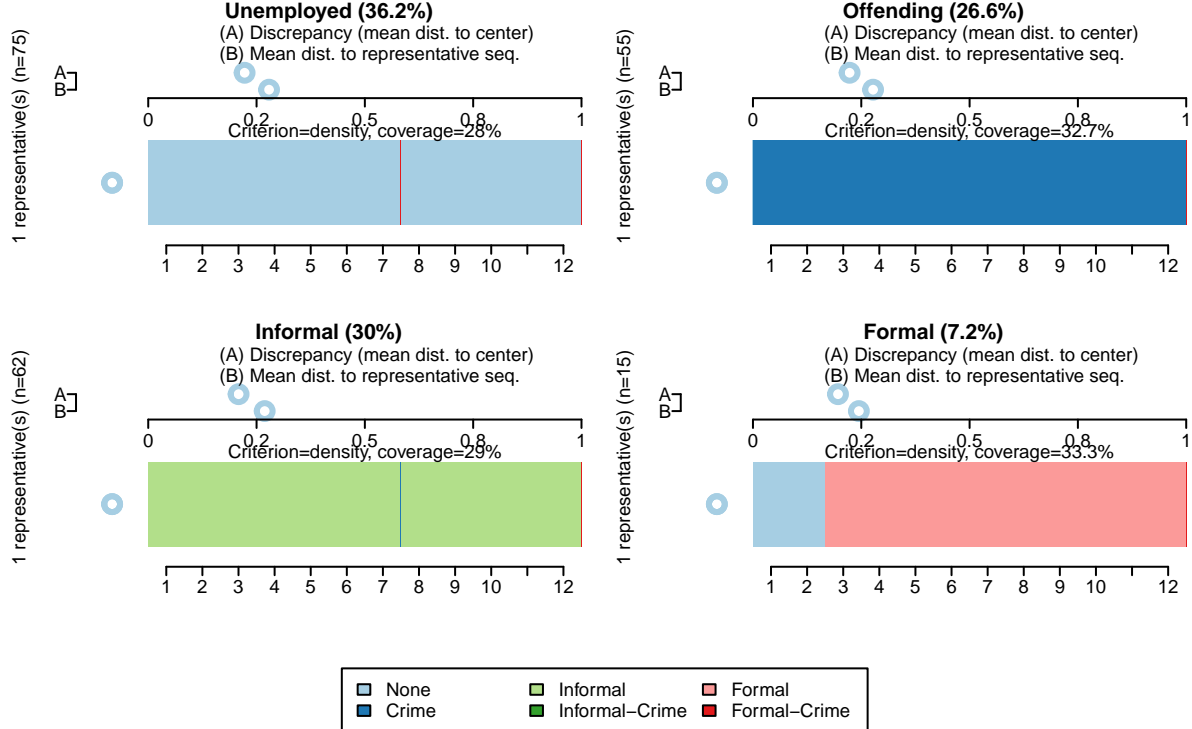 Unemployed (36.2%)
(A) Discrepancy (mean dist. to center)
(B) Mean dist. to representative seq.
A
B
0 0.2 0.5 0.8 1
Criterion=density, coverage=28%
1 representative(s) (n=75)
1 2 3 4 5 6 7 8 9 10 12
Offending (26.6%)
(A) Discrepancy (mean dist. to center)
(B) Mean dist. to representative seq.
A
B
0 0.2 0.5 0.8 1
Criterion=density, coverage=32.7%
1 representative(s) (n=55)
1 2 3 4 5 6 7 8 9 10 12
Informal (30%)
(A) Discrepancy (mean dist. to center)
(B) Mean dist. to representative seq.
A
B
0 0.2 0.5 0.8 1
Criterion=density, coverage=29%
1 representative(s) (n=62)
1 2 3 4 5 6 7 8 9 10 12
Formal (7.2%)
(A) Discrepancy (mean dist. to center)
(B) Mean dist. to representative seq.
A
B
0 0.2 0.5 0.8 1
Criterion=density, coverage=33.3%
1 representative(s) (n=15)
1 2 3 4 5 6 7 8 9 10 12
None Informal Formal
Crime Informal−Crime Formal−Crime